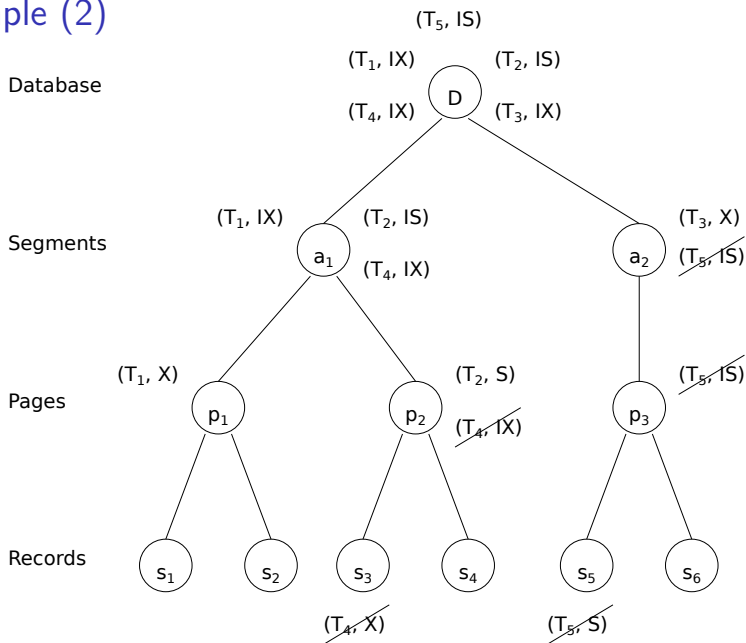 ple (2)
(T5, IS)
(T1, IX) (T2, IS)
Database D
(T4, IX) (T3, IX)
(T1, IX) (T2, IS) (T3, X)
Segments a1 a2 (T5, IS)
(T4, IX)
(T1, X) (T2, S) (T5, IS)
Pages p1 p2 p3
(T4, IX)
Records s1 s2 s3 s4 s5 s6
(T4, X) (T5, S)